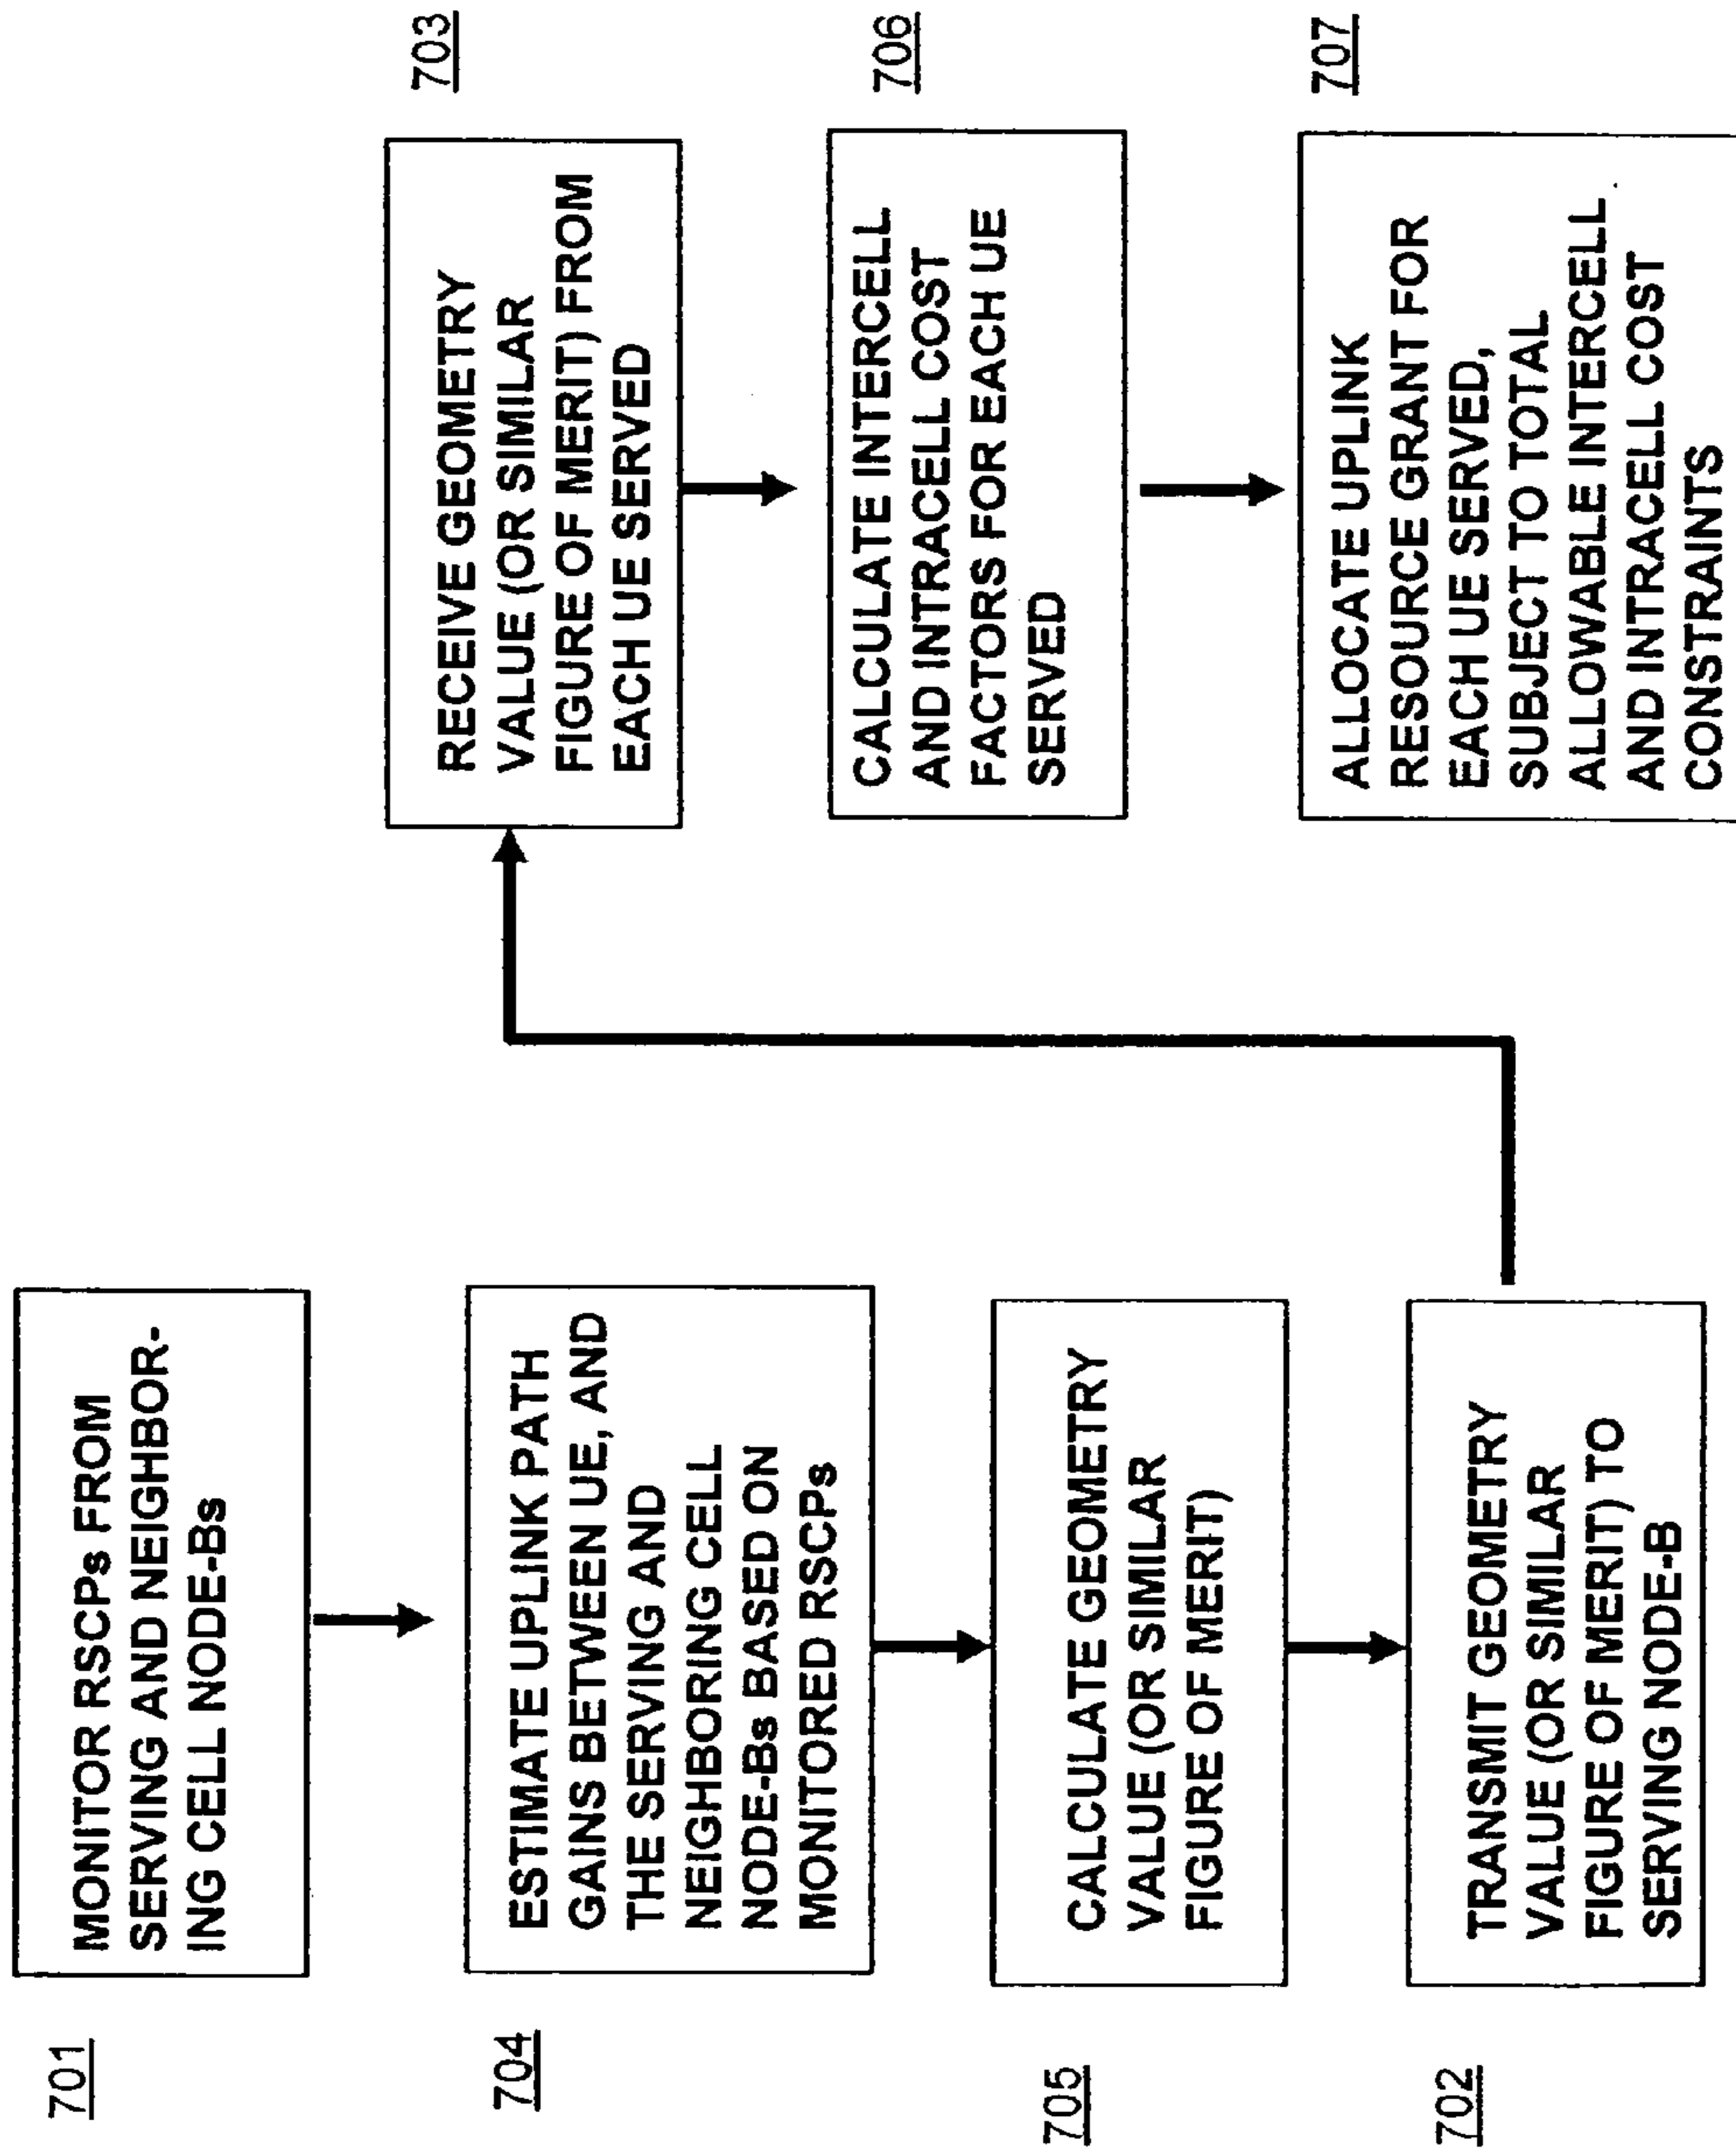 701
MONITOR RSCPs FROM
SERVING AND NEIGHBOR-
ING CELL NODE-Bs
704
ESTIMATE UPLINK PATH
GAINS BETWEEN UE, AND
THE SERVING AND
NEIGHBORING CELL
NODE-Bs BASED ON
MONITORED RSCPs
705
CALCULATE GEOMETRY
VALUE (OR SIMILAR
FIGURE OF MERIT)
702
TRANSMIT GEOMETRY
VALUE (OR SIMILAR
FIGURE OF MERIT) TO
SERVING NODE-B
703
RECEIVE GEOMETRY
VALUE (OR SIMILAR
FIGURE OF MERIT) FROM
EACH UE SERVED
706
CALCULATE INTERCELL
AND INTRACELL COST
FACTORS FOR EACH UE
SERVED
707
ALLOCATE UPLINK
RESOURCE GRANT FOR
EACH UE SERVED,
SUBJECT TO TOTAL
ALLOWABLE INTERCELL
AND INTRACELL COST
CONSTRAINTS